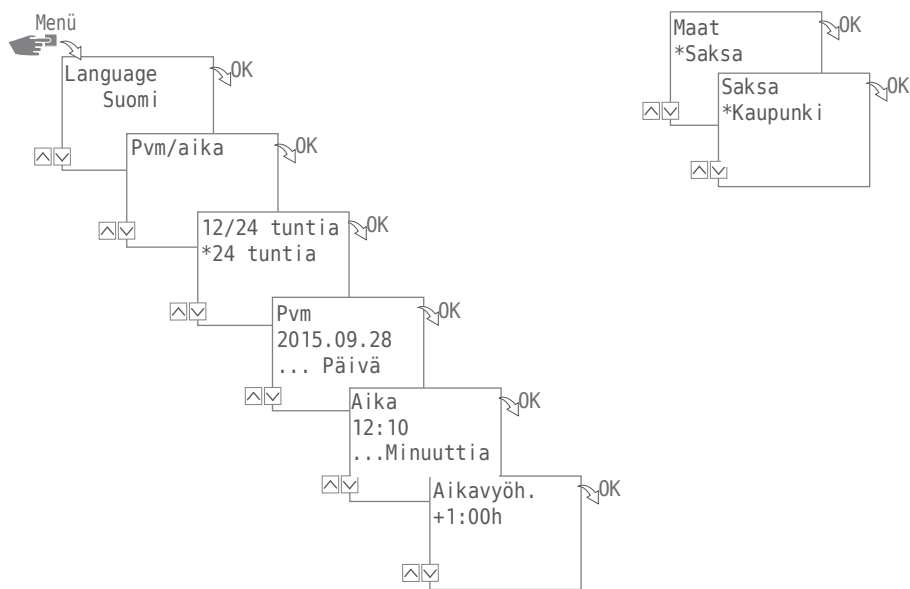 Menü
Language
Suomi
OK
Pvm/aika
OK
12/24 tuntia
*24 tuntia
OK
Pvm
2015.09.28
... Päivä
OK
Aika
12:10
...Minuuttia
OK
Aikavyöh.
+1:00h
OK
Maat
*Saksa
OK
Saksa
*Kaupunki
OK